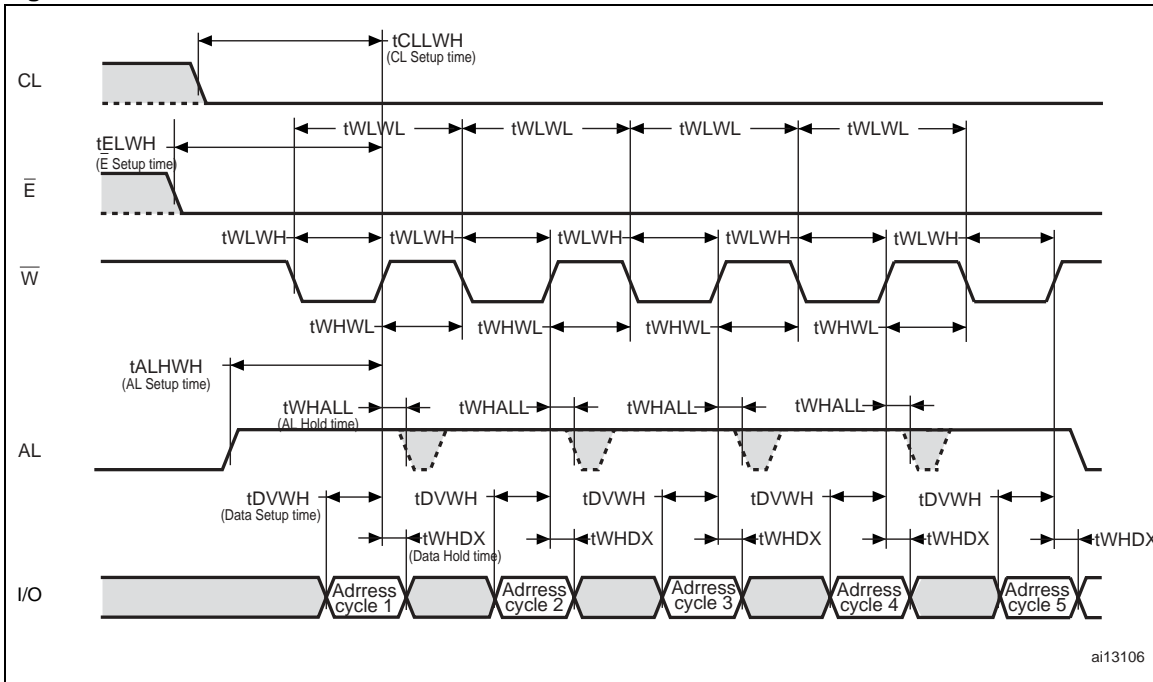 tCLLWH
(CL Setup time)
CL
tWLWL tWLWL tWLWL tWLWL
tELWH
(E̅ Setup time)
E̅
tWLWH tWLWH tWLWH tWLWH tWLWH
W̅
tWHWL tWHWL tWHWL tWHWL
tALHWH
(AL Setup time)
tWHALL tWHALL tWHALL tWHALL
(AL Hold time)
AL
tDVWH tDVWH tDVWH tDVWH tDVWH
(Data Setup time)
tWHDX tWHDX tWHDX tWHDX tWHDX
(Data Hold time)
I/O
Adrress cycle 1
Adrress cycle 2
Adrress cycle 3
Adrress cycle 4
Adrress cycle 5
ai13106